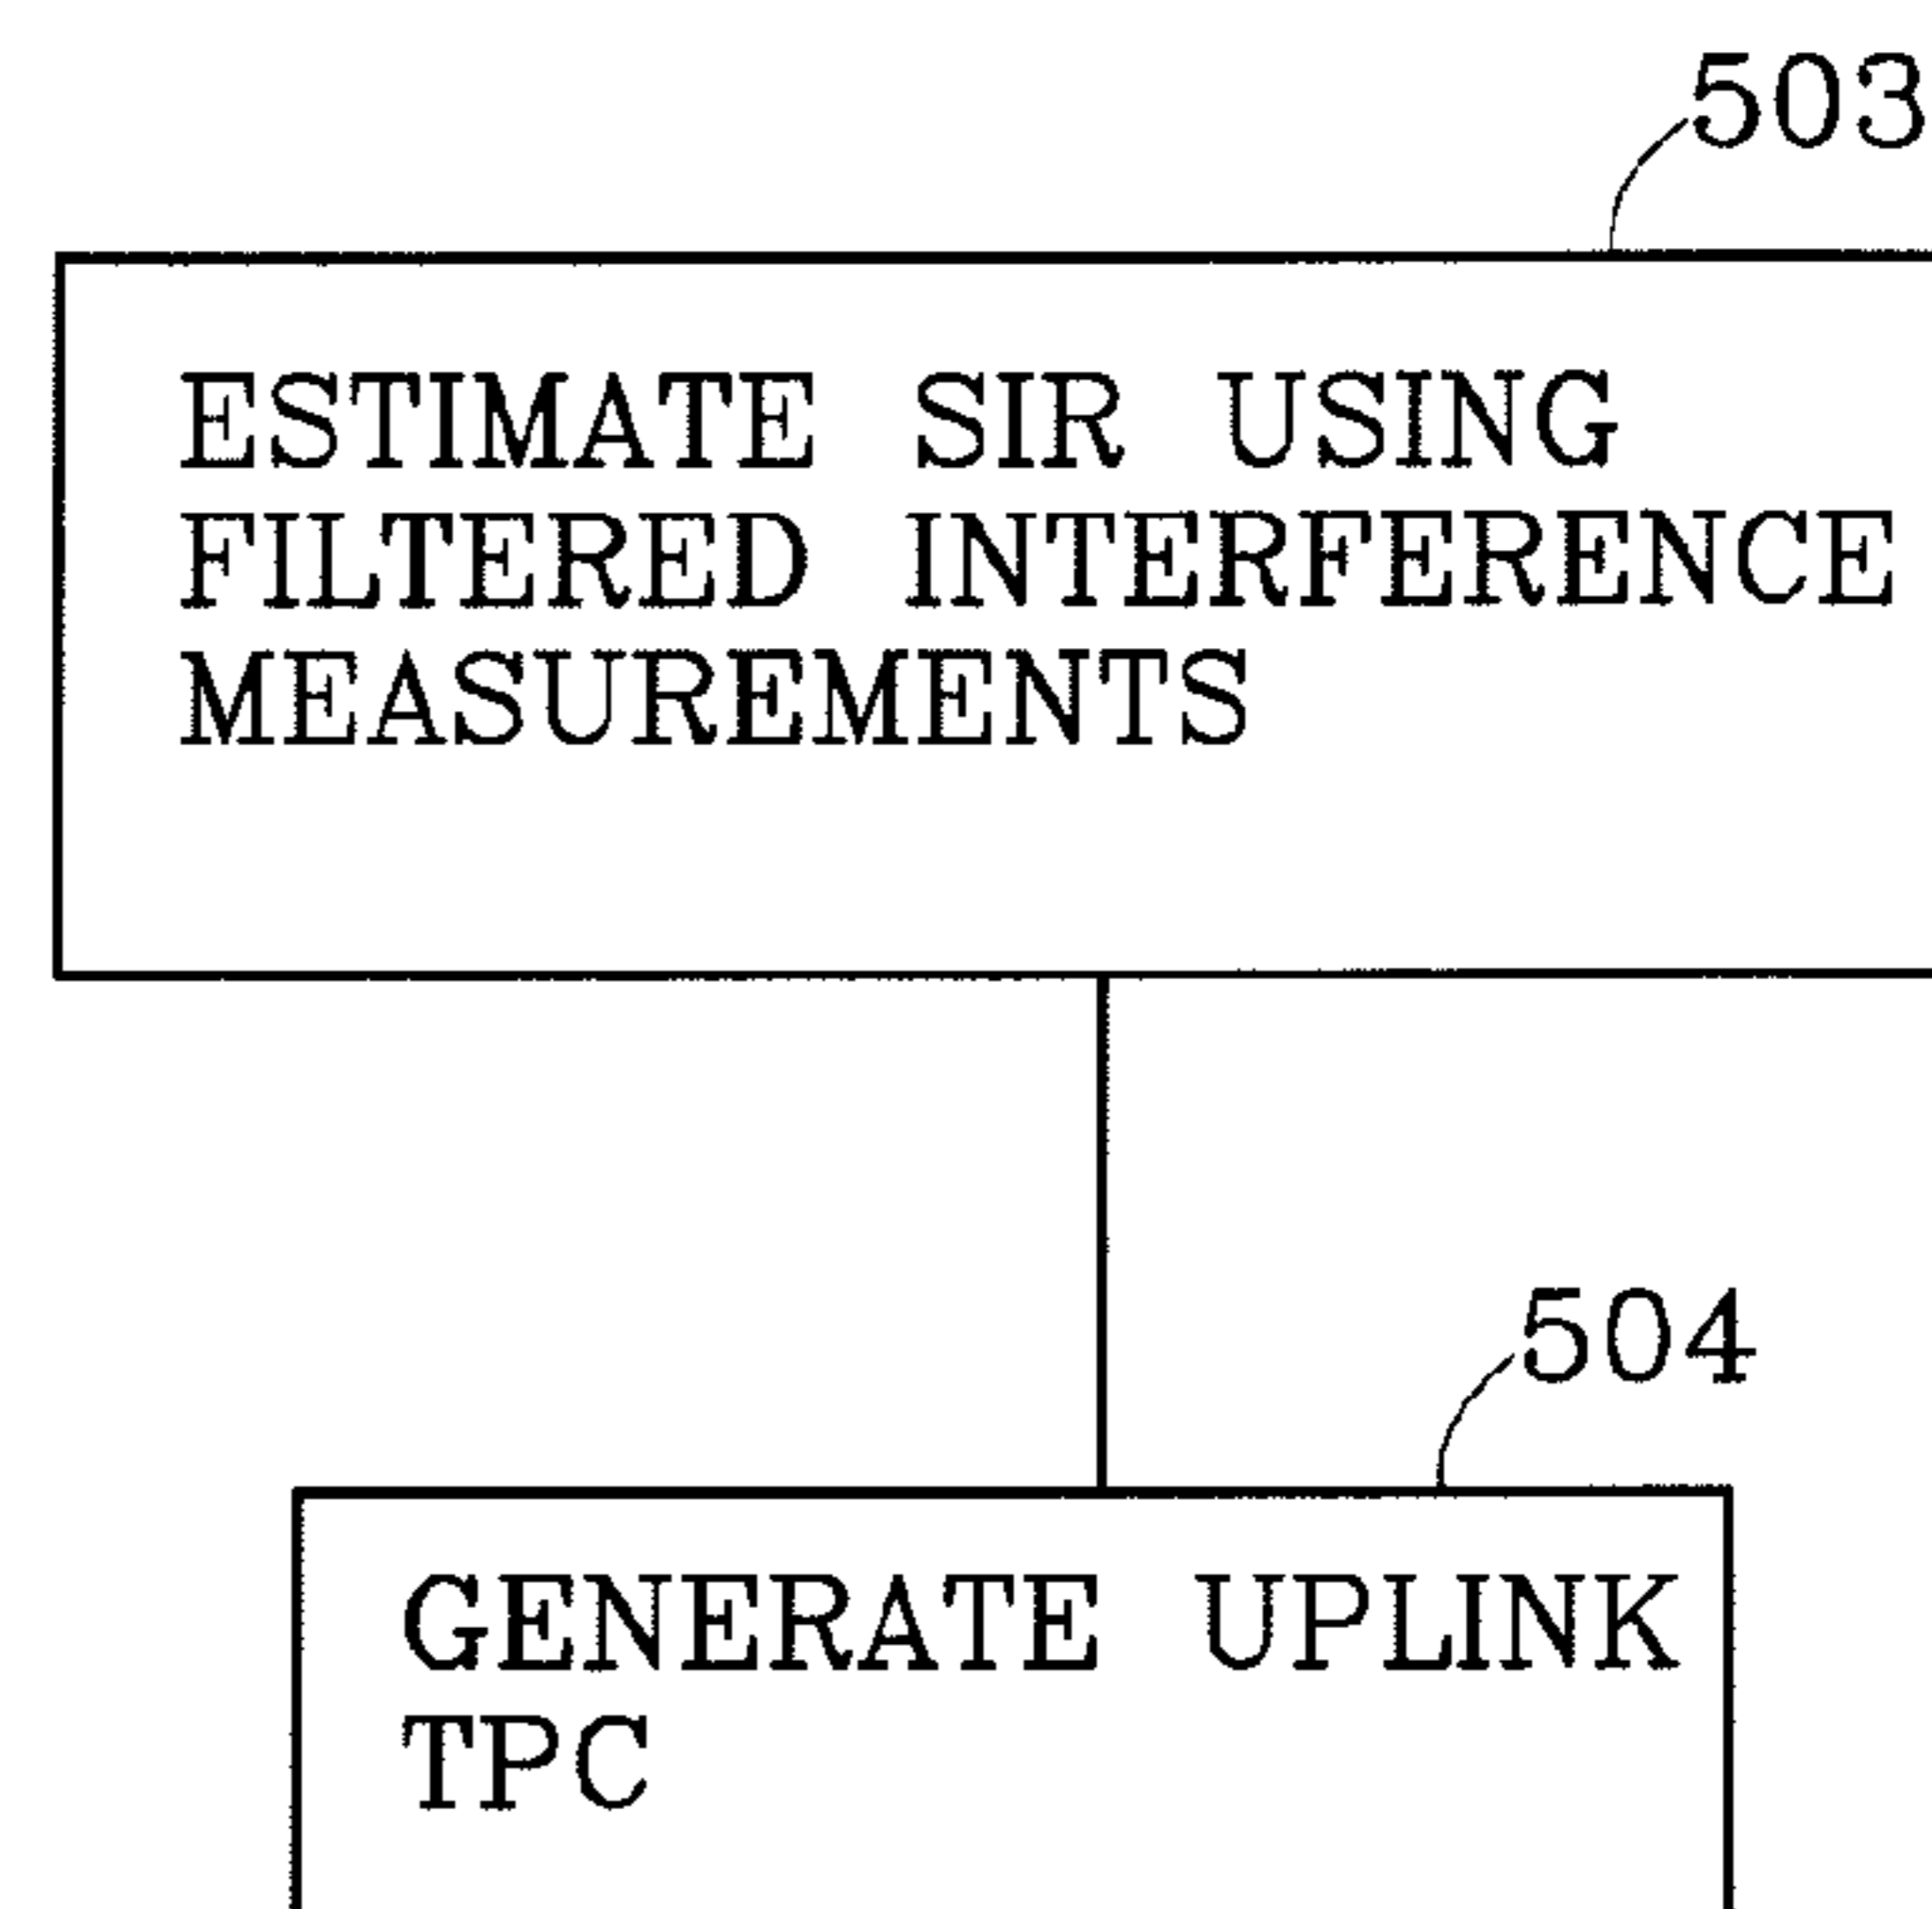 503
ESTIMATE SIR USING
FILTERED INTERFERENCE
MEASUREMENTS
504
GENERATE UPLINK
TPC